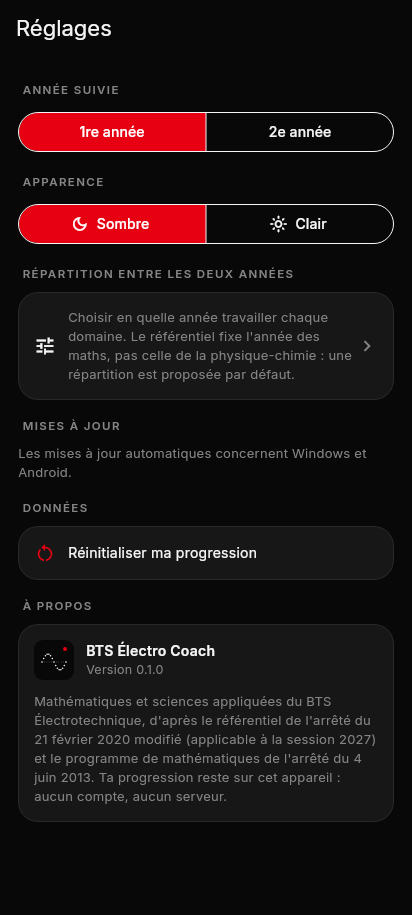 Réglages
ANNÉE SUIVIE
1re année
2e année
APPARENCE
Sombre
Clair
RÉPARTITION ENTRE LES DEUX ANNÉES
Choisir en quelle année travailler chaque
domaine. Le référentiel fixe l'année des
maths, pas celle de la physique-chimie : une
répartition est proposée par défaut.
MISES À JOUR
Les mises à jour automatiques concernent Windows et
Android.
DONNÉES
Réinitialiser ma progression
À PROPOS
BTS Électro Coach
Version 0.1.0
Mathématiques et sciences appliquées du BTS
Électrotechnique, d'après le référentiel de l'arrêté du
21 février 2020 modifié (applicable à la session 2027)
et le programme de mathématiques de l'arrêté du 4
juin 2013. Ta progression reste sur cet appareil :
aucun compte, aucun serveur.